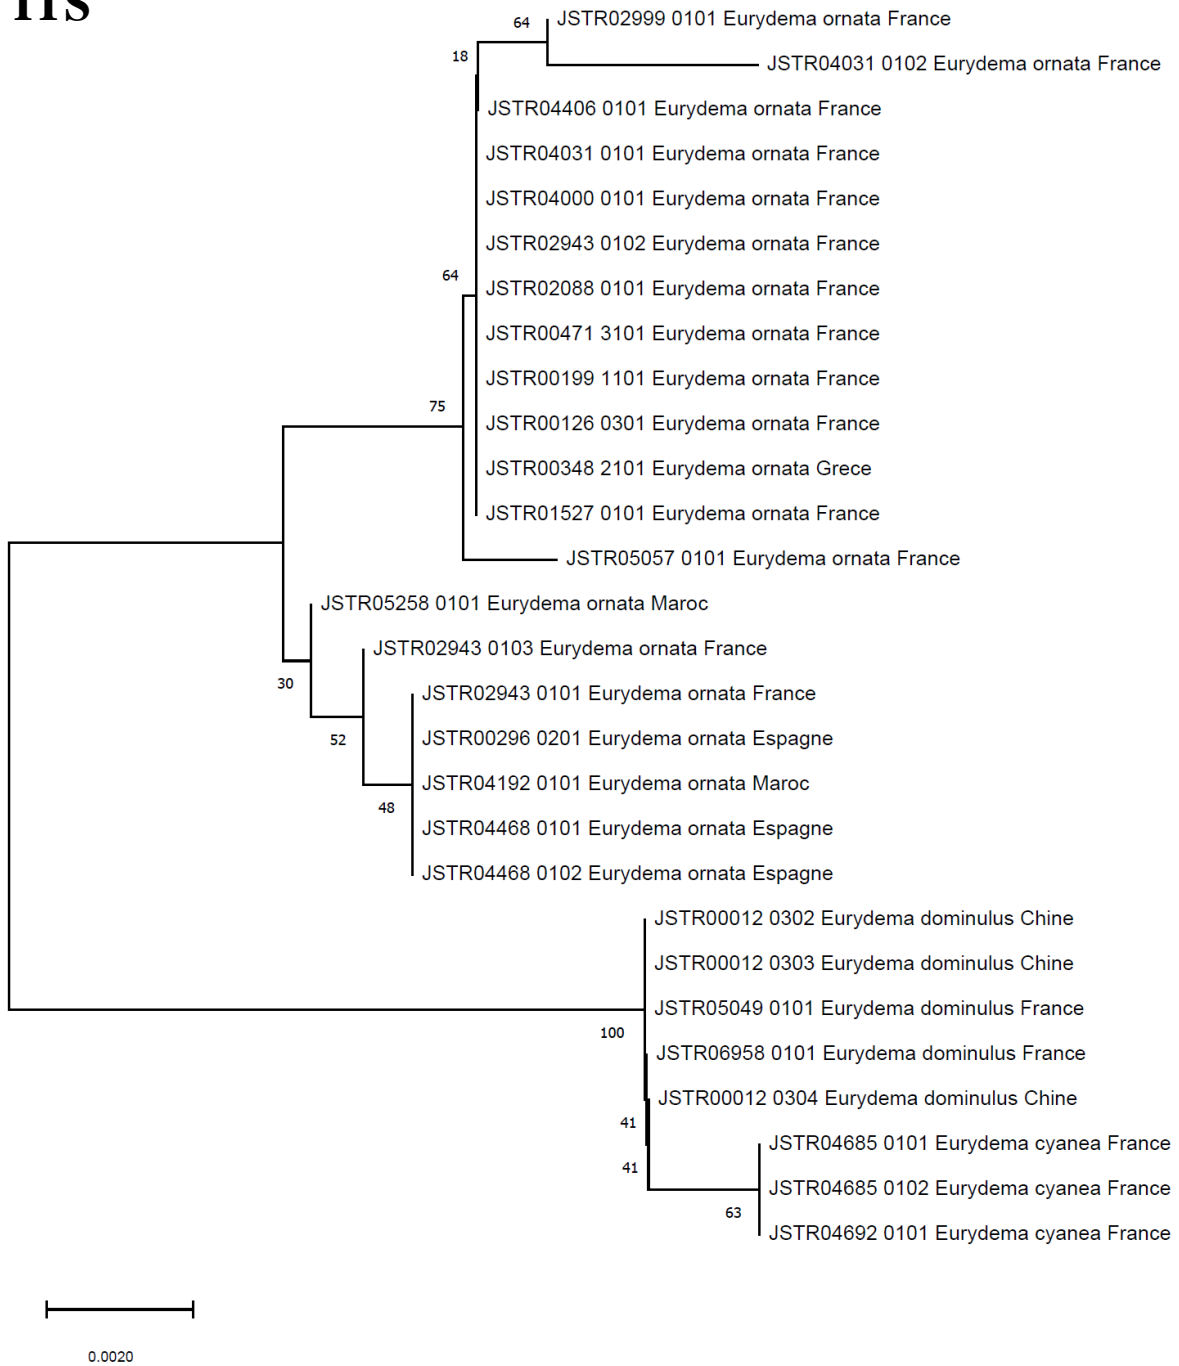 64
JSTR02999 0101 Eurydema ornata France
18
JSTR04031 0102 Eurydema ornata France
JSTR04406 0101 Eurydema ornata France
JSTR04031 0101 Eurydema ornata France
JSTR04000 0101 Eurydema ornata France
JSTR02943 0102 Eurydema ornata France
64
JSTR02088 0101 Eurydema ornata France
JSTR00471 3101 Eurydema ornata France
JSTR00199 1101 Eurydema ornata France
75
JSTR00126 0301 Eurydema ornata France
JSTR00348 2101 Eurydema ornata Grece
JSTR01527 0101 Eurydema ornata France
JSTR05057 0101 Eurydema ornata France
JSTR05258 0101 Eurydema ornata Maroc
JSTR02943 0103 Eurydema ornata France
30
JSTR02943 0101 Eurydema ornata France
52
JSTR00296 0201 Eurydema ornata Espagne
JSTR04192 0101 Eurydema ornata Maroc
48
JSTR04468 0101 Eurydema ornata Espagne
JSTR04468 0102 Eurydema ornata Espagne
JSTR00012 0302 Eurydema dominulus Chine
JSTR00012 0303 Eurydema dominulus Chine
JSTR05049 0101 Eurydema dominulus France
100
JSTR06958 0101 Eurydema dominulus France
JSTR00012 0304 Eurydema dominulus Chine
41
JSTR04685 0101 Eurydema cyanea France
41
JSTR04685 0102 Eurydema cyanea France
63
JSTR04692 0101 Eurydema cyanea France
0.0020